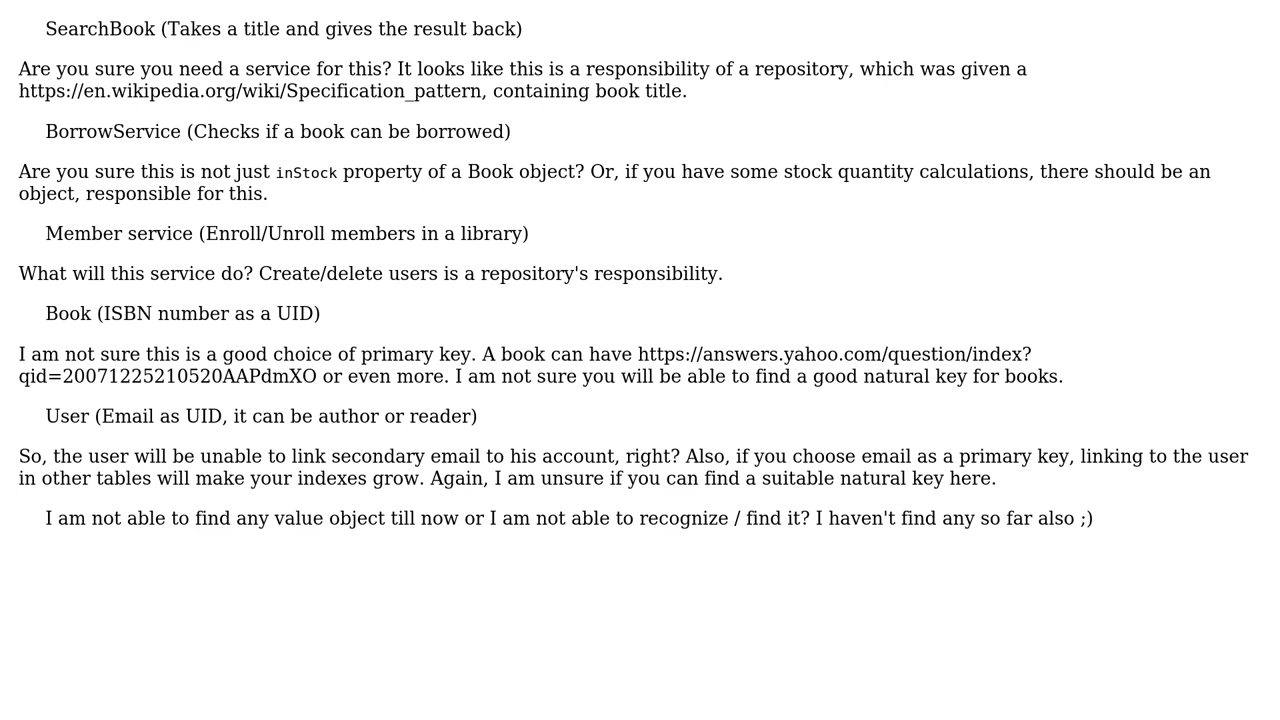 SearchBook (Takes a title and gives the result back)
Are you sure you need a service for this? It looks like this is a responsibility of a repository, which was given a
https://en.wikipedia.org/wiki/Specification_pattern, containing book title.
BorrowService (Checks if a book can be borrowed)
Are you sure this is not just inStock property of a Book object? Or, if you have some stock quantity calculations, there should be an
object, responsible for this.
Member service (Enroll/Unroll members in a library)
What will this service do? Create/delete users is a repository's responsibility.
Book (ISBN number as a UID)
I am not sure this is a good choice of primary key. A book can have https://answers.yahoo.com/question/index?
qid=20071225210520AAPdmXO or even more. I am not sure you will be able to find a good natural key for books.
User (Email as UID, it can be author or reader)
So, the user will be unable to link secondary email to his account, right? Also, if you choose email as a primary key, linking to the user
in other tables will make your indexes grow. Again, I am unsure if you can find a suitable natural key here.
I am not able to find any value object till now or I am not able to recognize / find it? I haven't find any so far also ;)